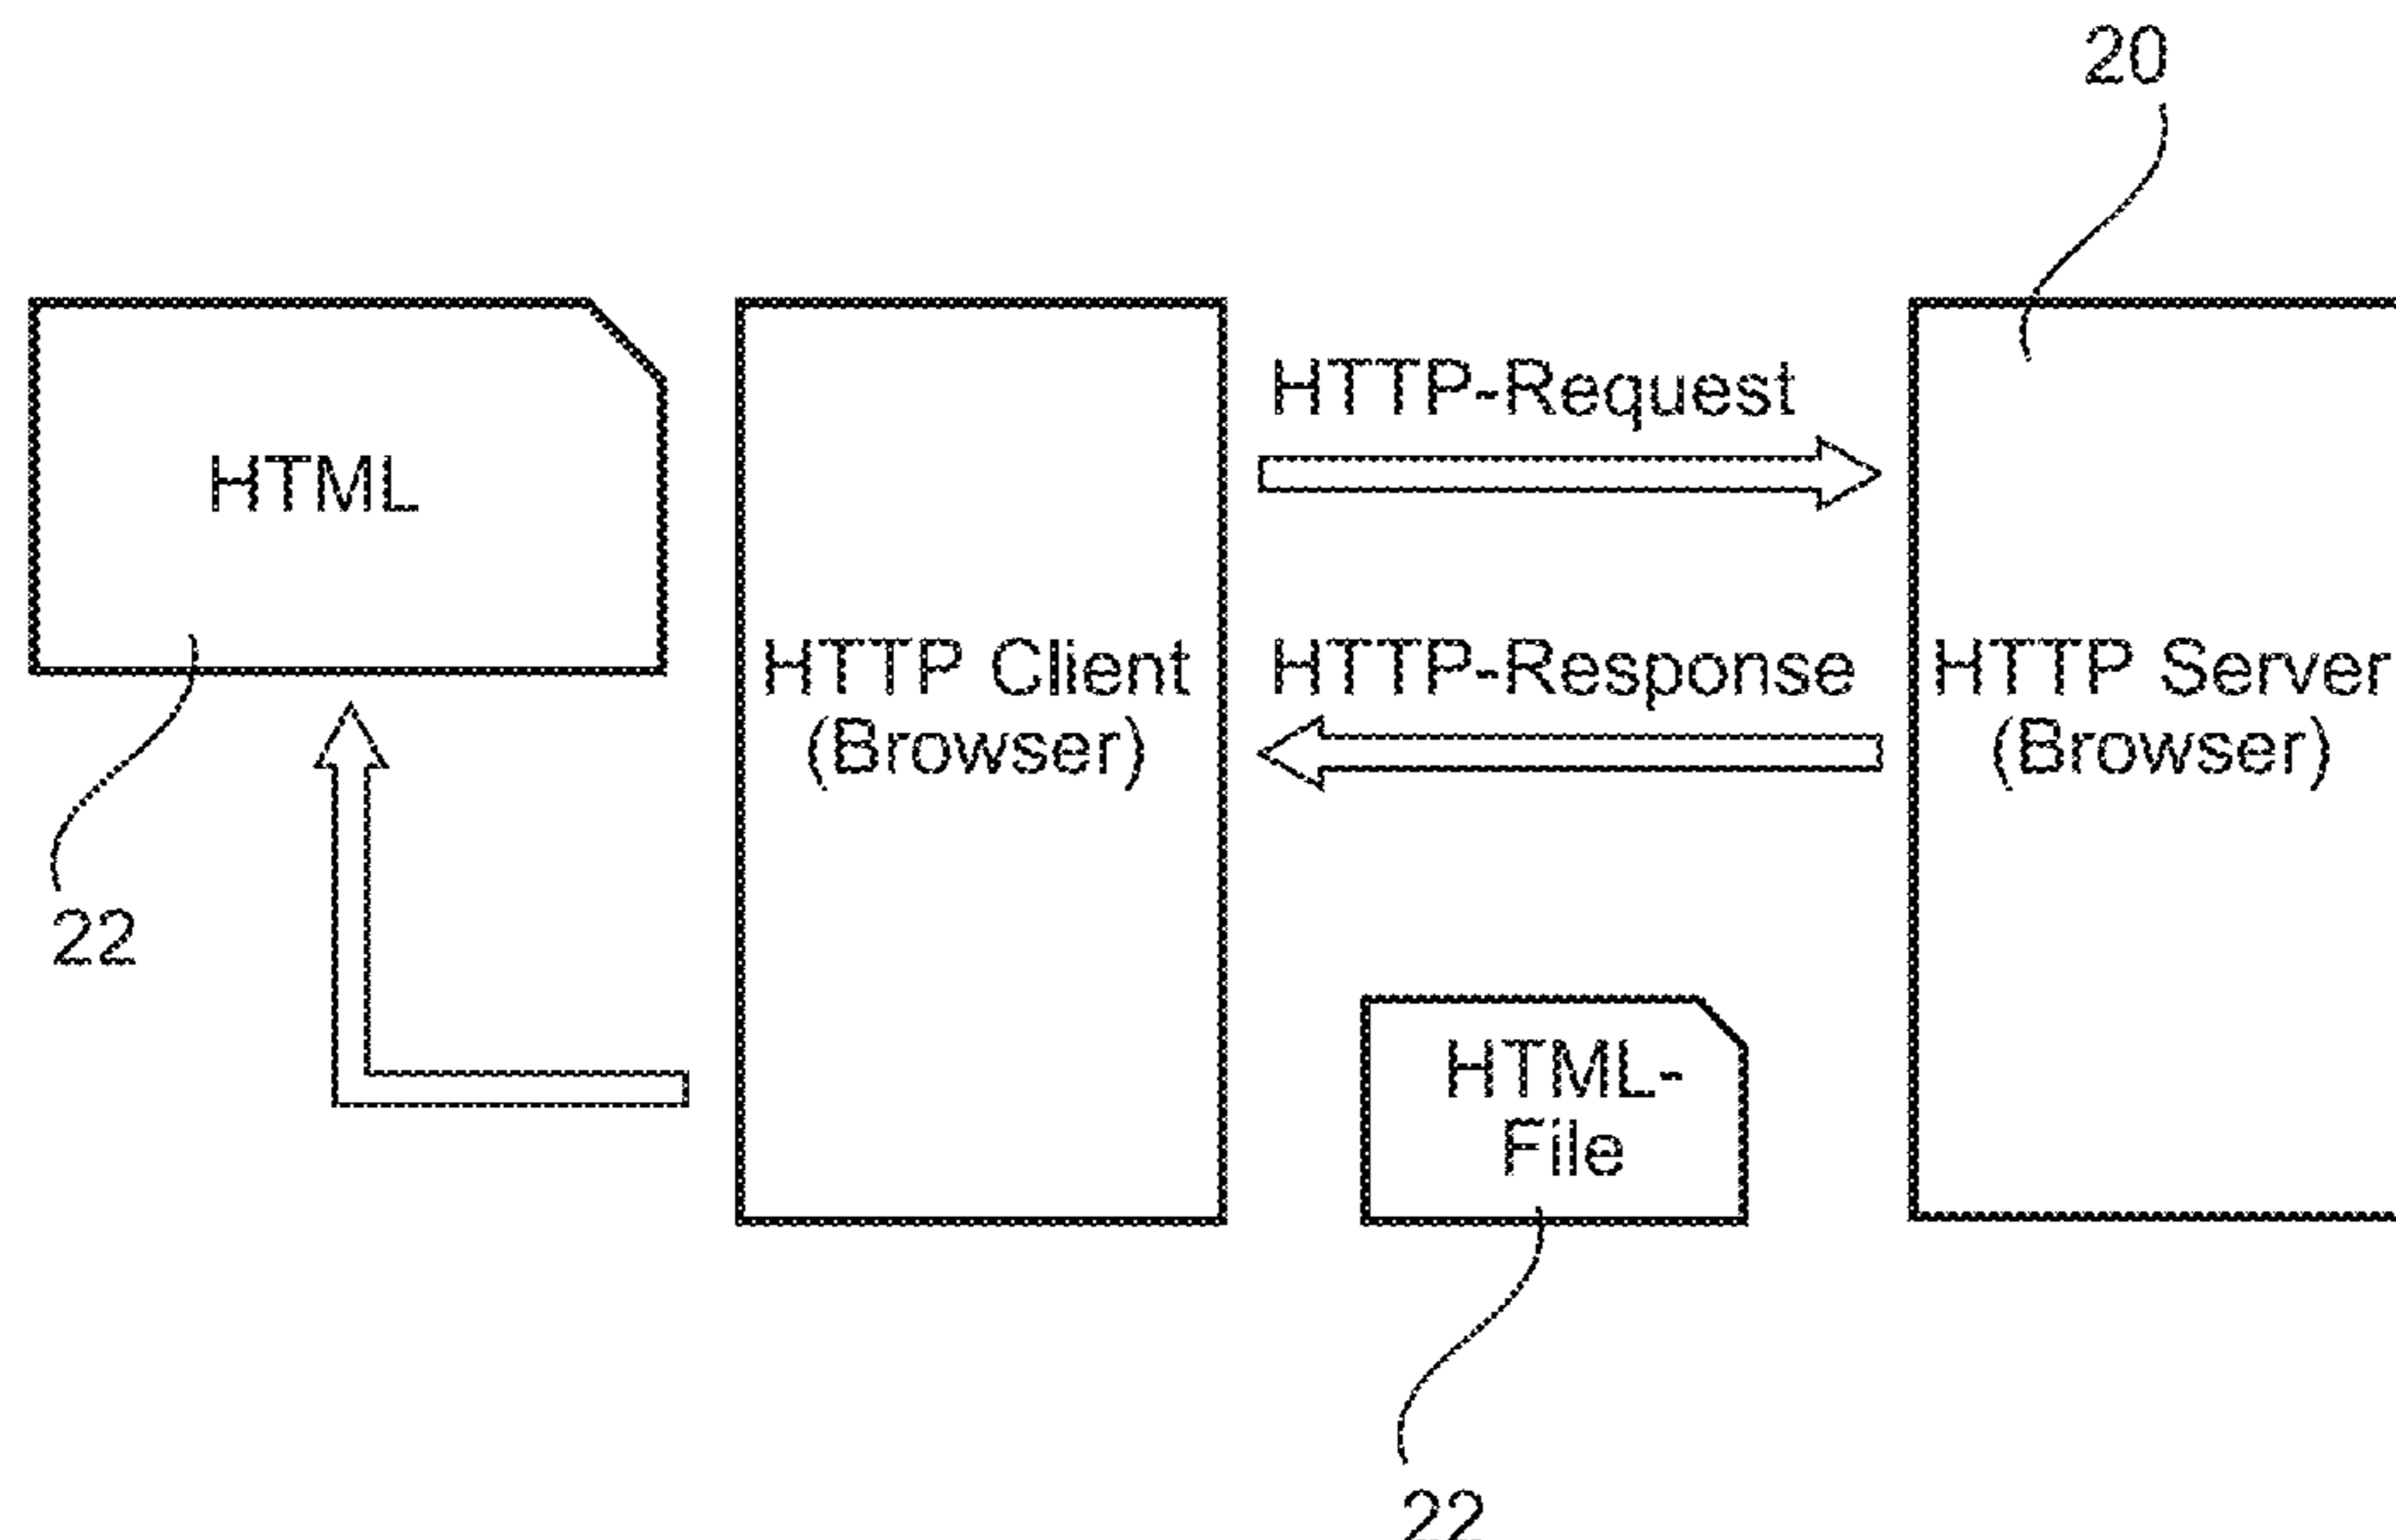 20
HTML
HTTP-Request
HTTP Client
(Browser)
HTTP-Response
HTTP Server
(Browser)
22
HTML-
File
22